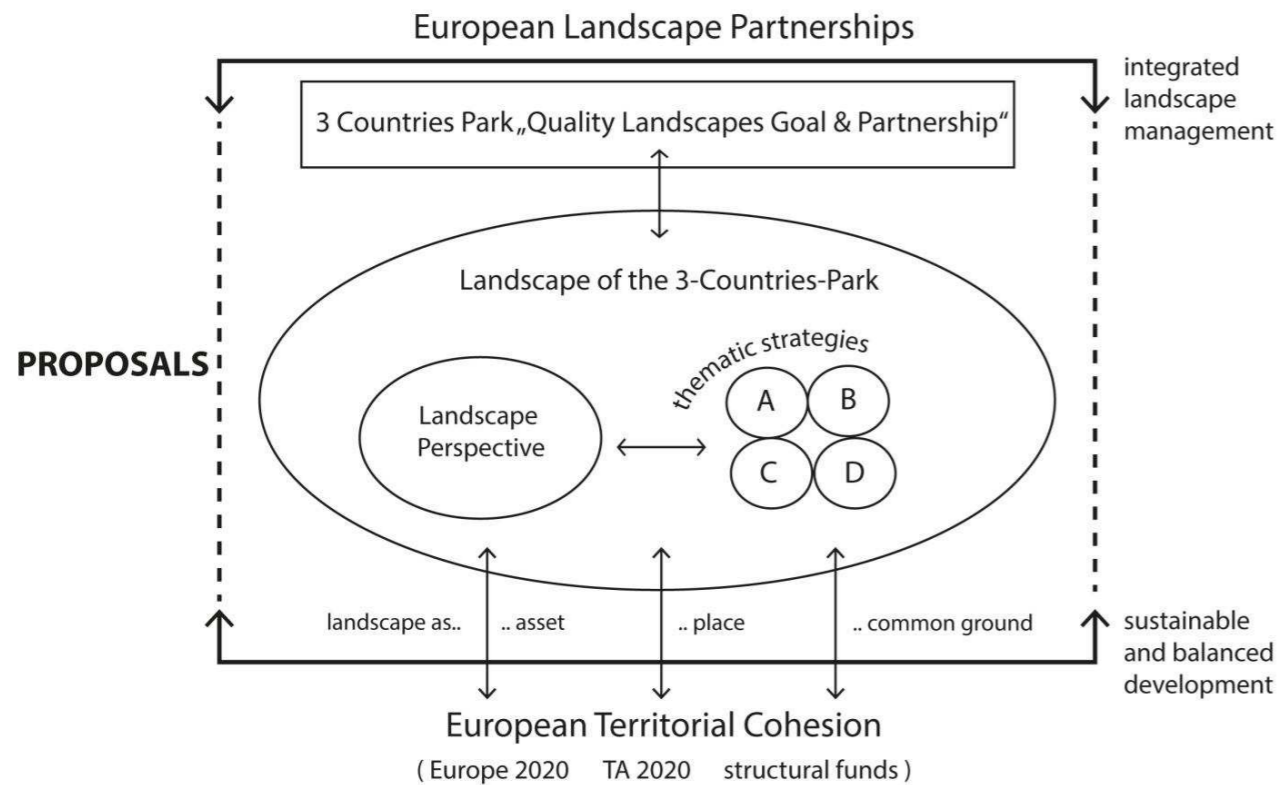 European Landscape Partnerships
integrated
landscape
management
3 Countries Park „Quality Landscapes Goal & Partnership“
Landscape of the 3-Countries-Park
PROPOSALS
thematic strategies
Landscape
Perspective
A B
C D
landscape as.. .. asset .. place .. common ground
sustainable
and balanced
development
European Territorial Cohesion
( Europe 2020 TA 2020 structural funds )